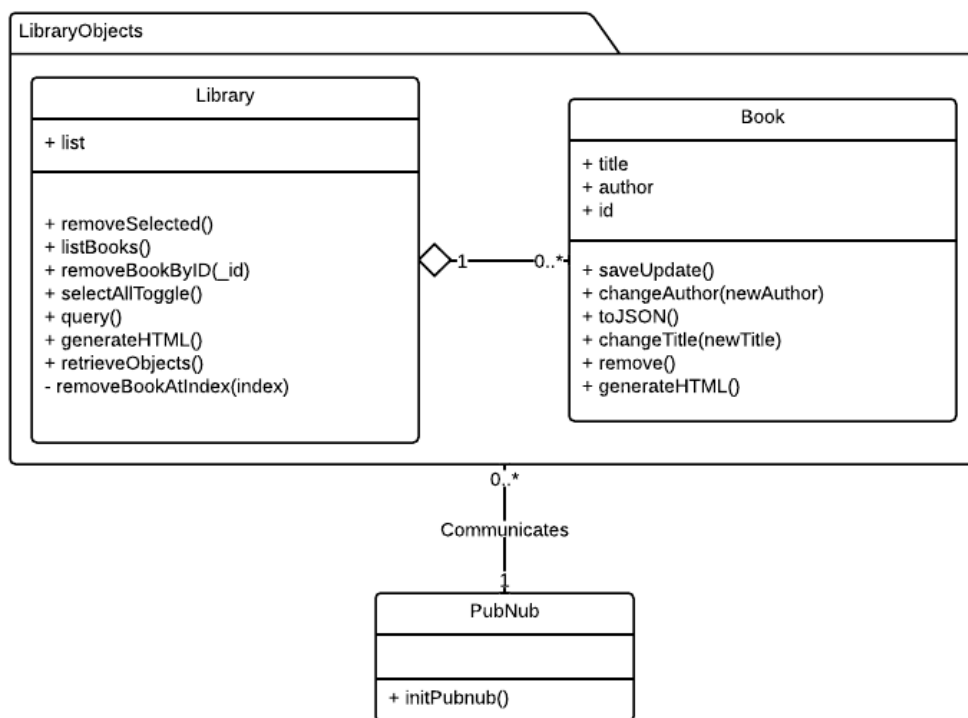 LibraryObjects
Library
+ list
+ removeSelected()
+ listBooks()
+ removeBookByID(_id)
+ selectAllToggle()
+ query()
+ generateHTML()
+ retrieveObjects()
- removeBookAtIndex(index)
1
0..*
Book
+ title
+ author
+ id
+ saveUpdate()
+ changeAuthor(newAuthor)
+ toJSON()
+ changeTitle(newTitle)
+ remove()
+ generateHTML()
0..*
Communicates
1
PubNub
+ initPubnub()